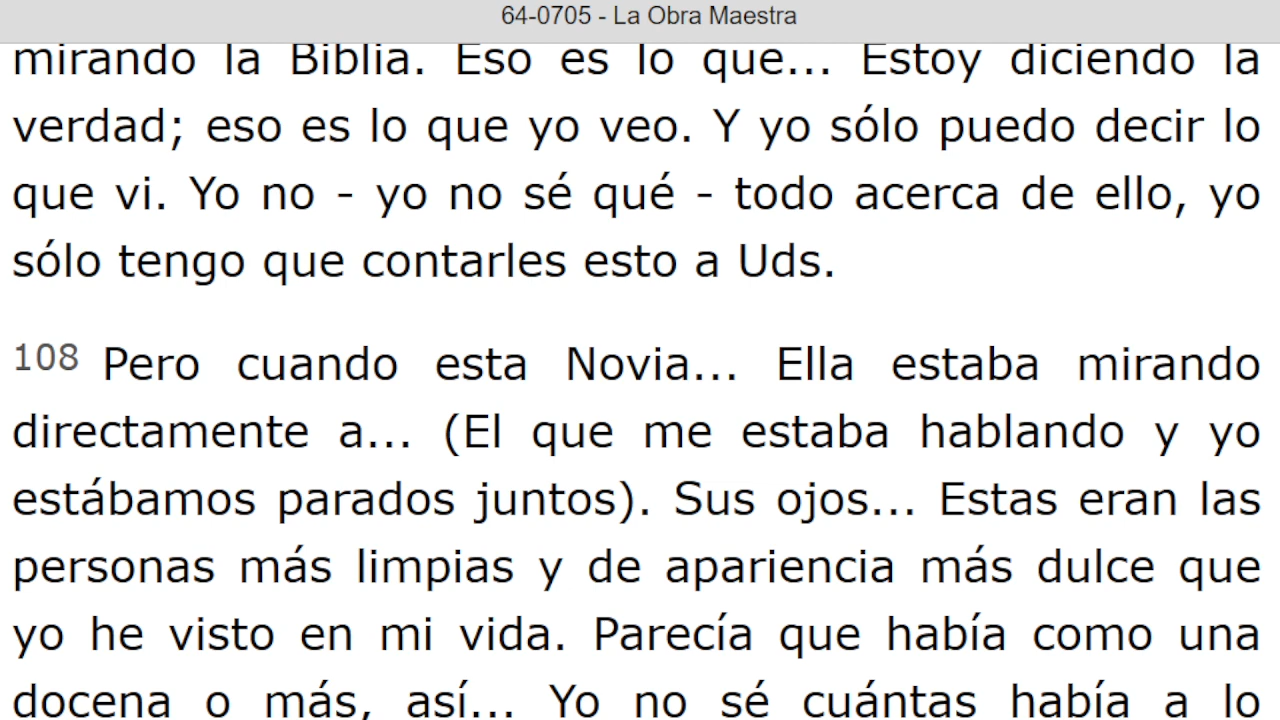 64-0705 - La Obra Maestra
mirando la Biblia. Eso es lo que... Estoy diciendo la
verdad; eso es lo que yo veo. Y yo sólo puedo decir lo
que vi. Yo no - yo no sé qué - todo acerca de ello, yo
sólo tengo que contarles esto a Uds.
108 Pero cuando esta Novia... Ella estaba mirando
directamente a... (El que me estaba hablando y yo
estábamos parados juntos). Sus ojos... Estas eran las
personas más limpias y de apariencia más dulce que
yo he visto en mi vida. Parecía que había como una
docena o más, así... Yo no sé cuántas había a lo